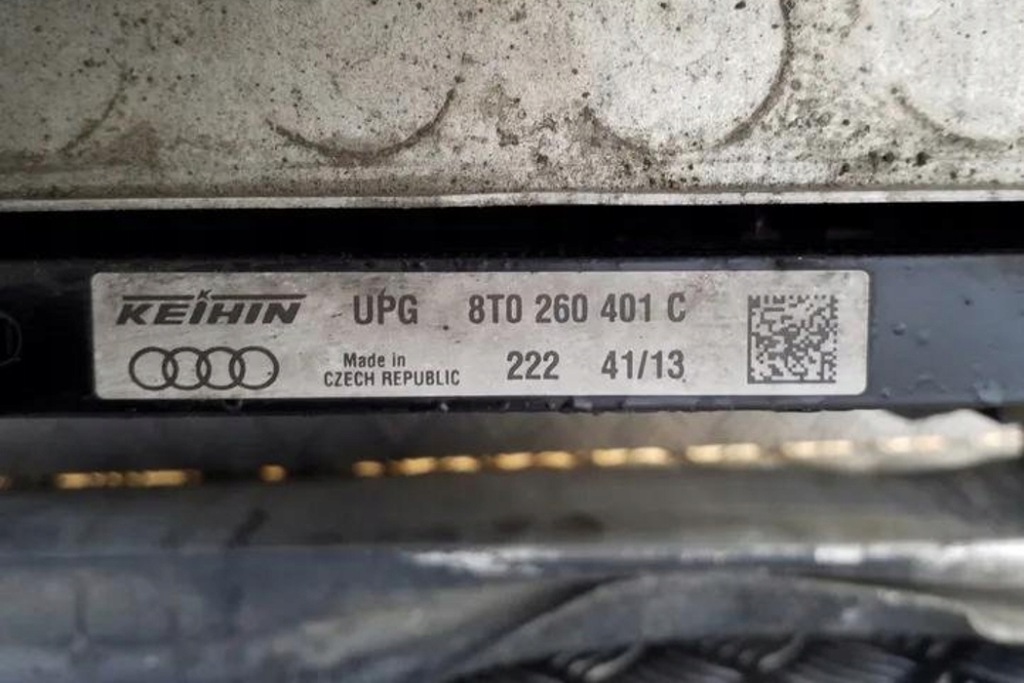 KEIHIN UPG 8T0 260 401 C
Made in
CZECH REPUBLIC 222 41/13